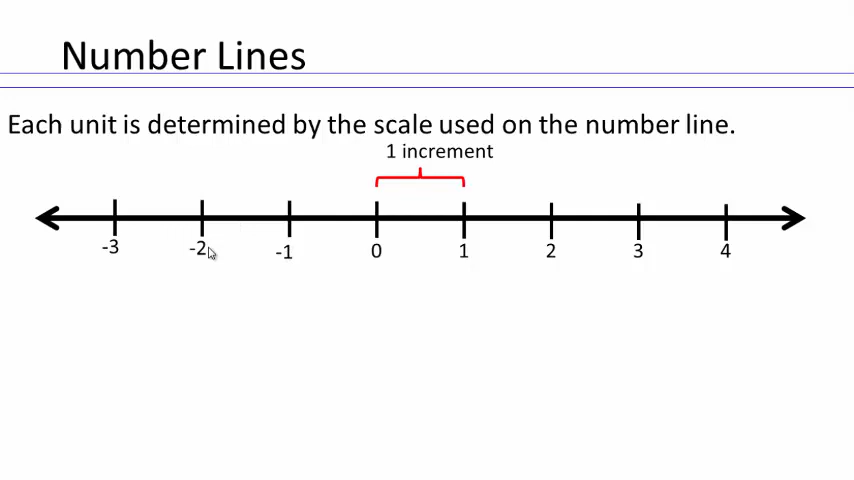 Number Lines
Each unit is determined by the scale used on the number line.
1 increment
-3 -2 -1 0 1 2 3 4